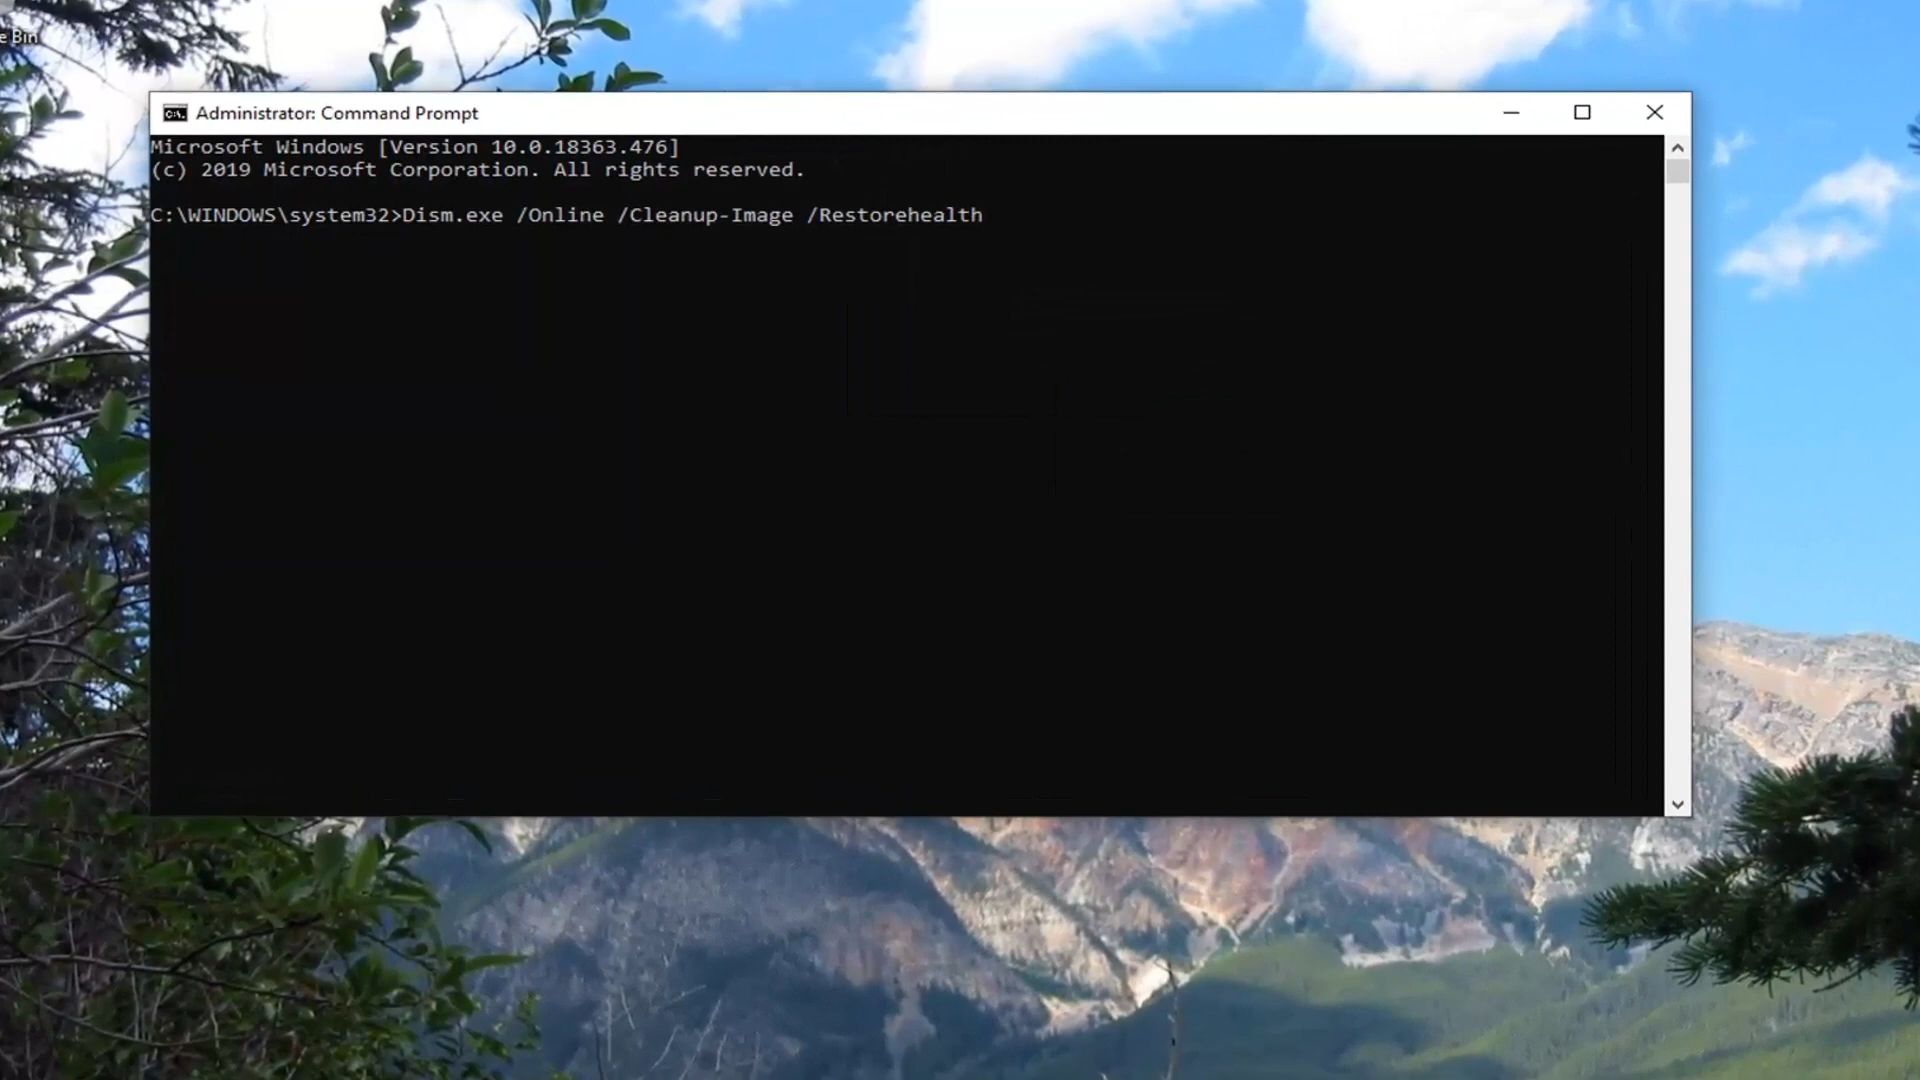 e Bin
Administrator: Command Prompt
Microsoft Windows [Version 10.0.18363.476]
(c) 2019 Microsoft Corporation. All rights reserved.
C:\WINDOWS\system32>Dism.exe /Online /Cleanup-Image /Restorehealth